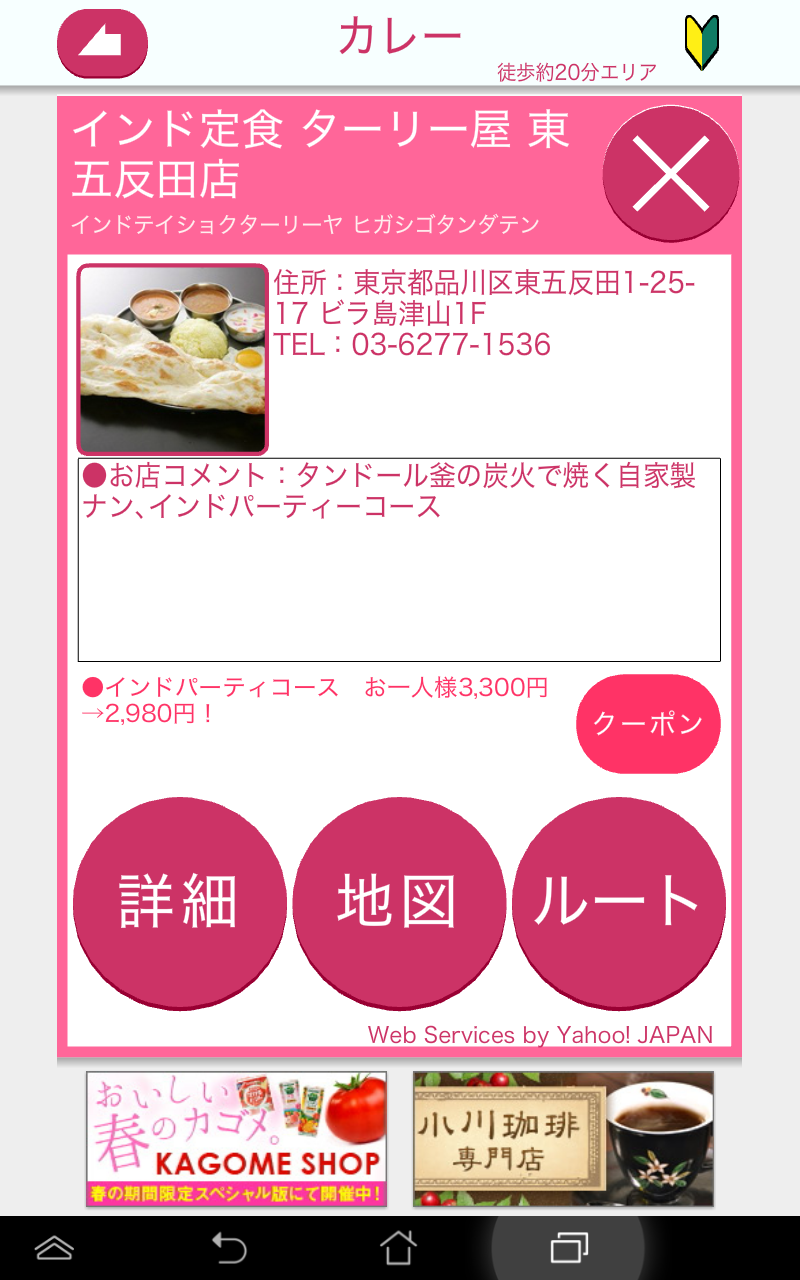 カレー
徒歩約20分エリア
インド定食 ターリー屋 東
五反田店
インドテイショクターリーヤ ヒガシゴタンダテン
住所：東京都品川区東五反田1-25-
17 ビラ島津山1F
TEL：03-6277-1536
●お店コメント：タンドール釜の炭火で焼く自家製
ナン､インドパーティーコース
●インドパーティコース　お一人様3,300円
→2,980円！
クーポン
詳細
地図
ルート
Web Services by Yahoo! JAPAN
おいしい
春のカゴメ。
KAGOME SHOP
春の期間限定スペシャル版にて開催中！
小川珈琲
専門店